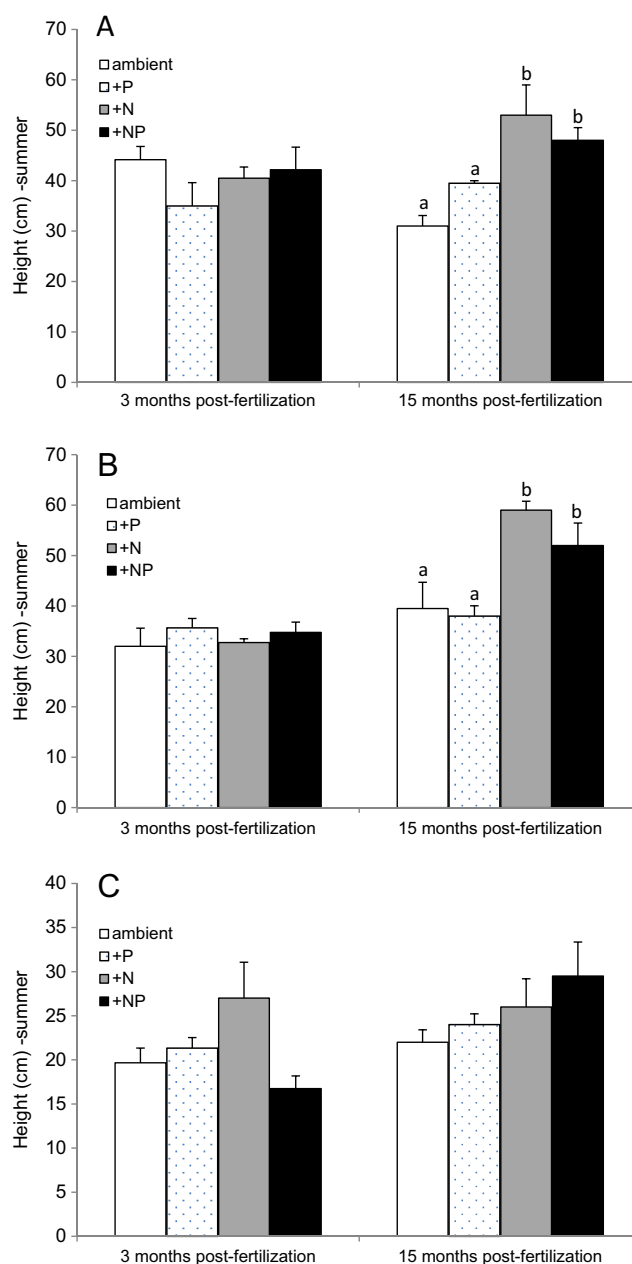 A
Height (cm) -summer
70
60
50
40
30
20
10
0
ambient
+P
+N
+NP
a
a
b
b
3 months post-fertilization
15 months post-fertilization
B
Height (cm) -summer
70
60
50
40
30
20
10
0
ambient
+P
+N
+NP
a
a
b
b
3 months post-fertilization
15 months post-fertilization
C
Height (cm) -summer
40
35
30
25
20
15
10
5
0
ambient
+P
+N
+NP
3 months post-fertilization
15 months post-fertilization